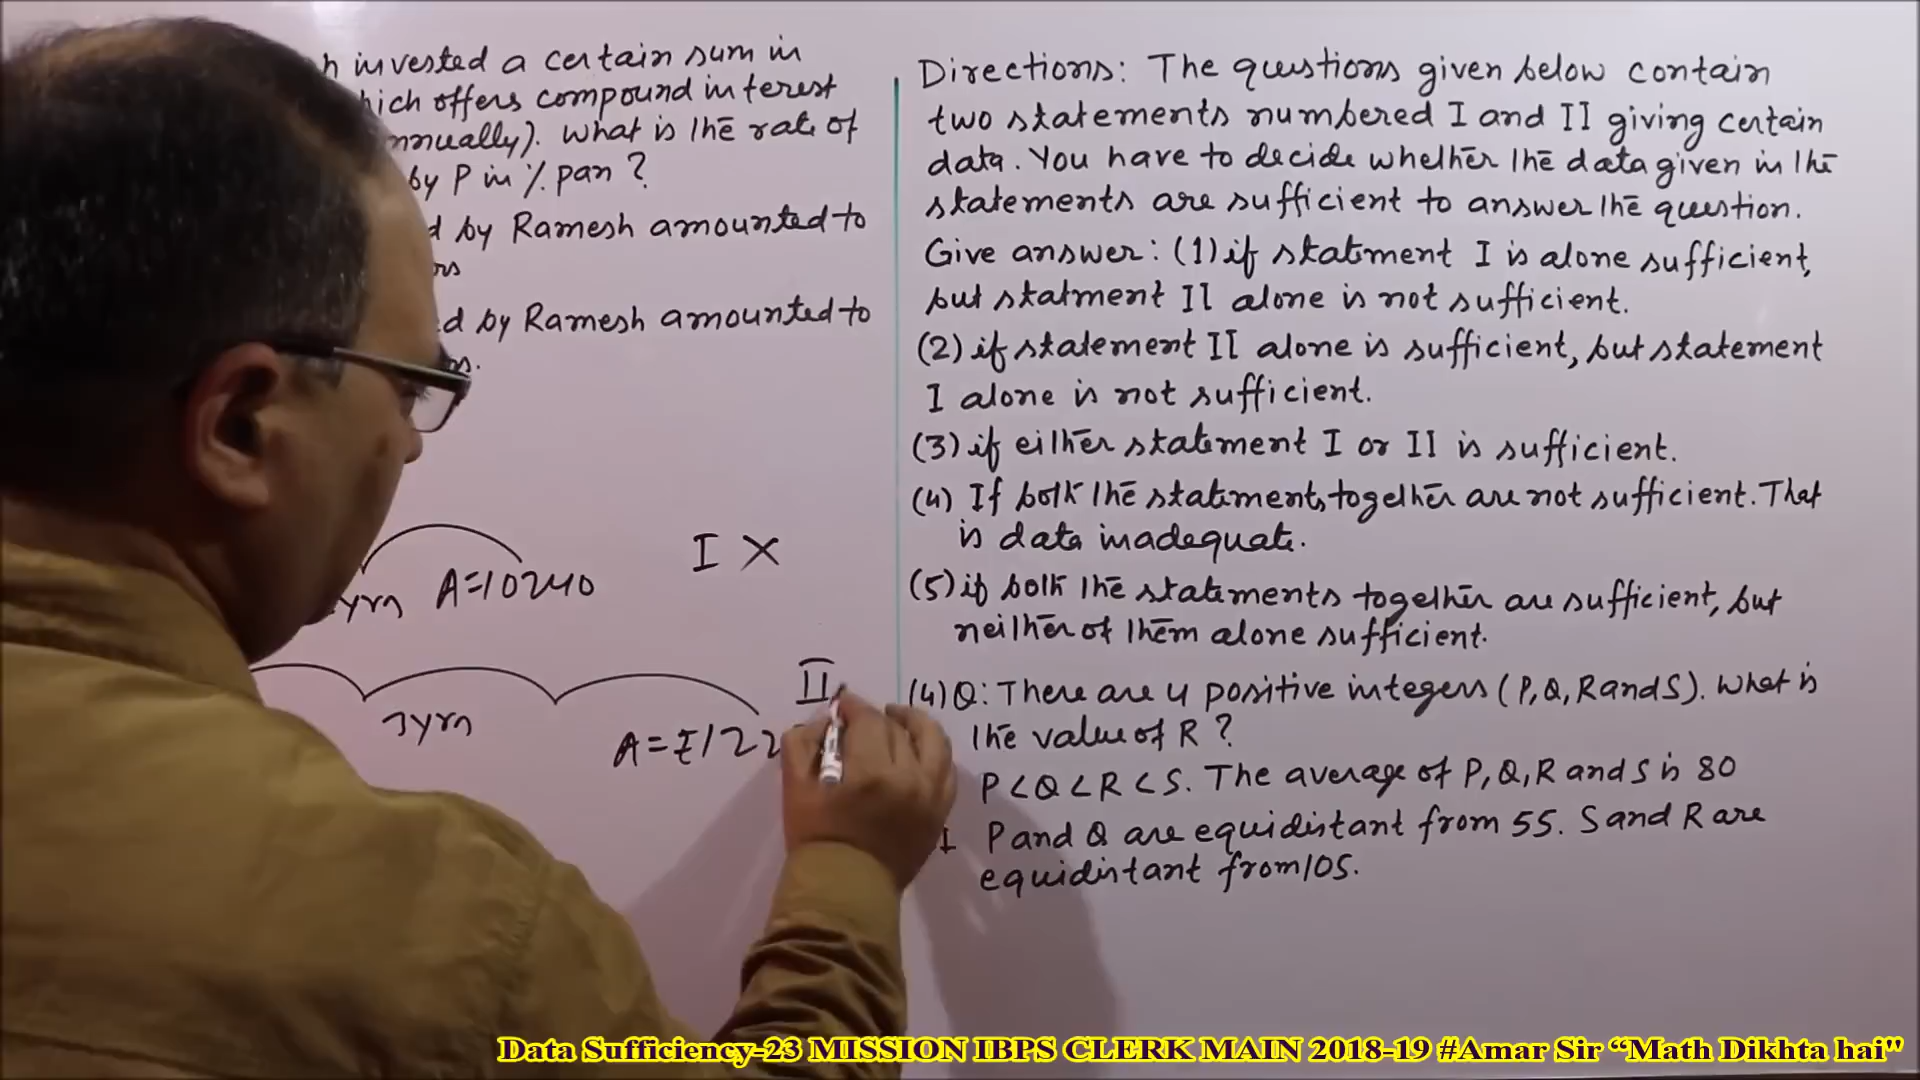 invested a certain sum in
offers compound interest
. What is the rate of
by P in % pan ?
by Ramesh amounted to
by Ramesh amounted to
I X
yrs A=10240
II
3yrs
A=₹122
Directions: The questions given below contain
two statements numbered I and II giving certain
data. You have to decide whether the data given in the
statements are sufficient to answer the question.
Give answer: (1) if statement I is alone sufficient,
but statment II alone is not sufficient.
(2) if statement II alone is sufficient, but statement
I alone is not sufficient.
(3) if either statement I or II is sufficient.
(4) If both the statements together are not sufficient. That
is data inadequate.
(5) if both the statements together are sufficient, but
neither of them alone sufficient.
(4) Q: There are 4 positive integers (P, Q, R and S). What is
the value of R ?
P < Q < R < S. The average of P, Q, R and S is 80
I P and Q are equidistant from 55. S and R are
equidistant from 105.
Data Sufficiency-23 MISSION IBPS CLERK MAIN 2018-19 #Amar Sir “Math Dikhta hai"